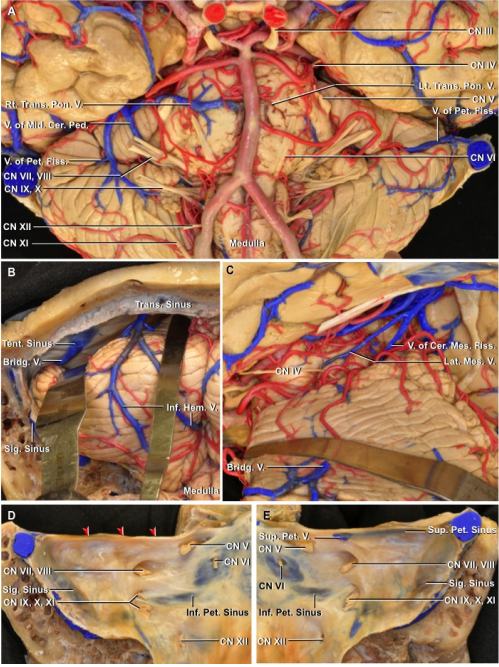 A
CN III
CN IV
Rt. Trans. Pon. V.
Lt. Trans. Pon. V.
CN V
V. of Mid. Cer. Ped.
V. of Pet. Fiss.
V. of Pet. Fiss.
CN VII, VIII
CN VI
CN IX, X
CN XII
CN XI
Medulla
B
Trans. Sinus
Tent. Sinus
Bridg. V.
Inf. Hem. V.
Sig. Sinus
Medulla
C
V. of Cer. Mes. Fiss.
Lat. Mes. V.
CN IV
Bridg. V.
D
CN V
CN VI
CN VII, VIII
Sig. Sinus
CN IX, X, XI
Inf. Pet. Sinus
CN XII
E
Sup. Pet. Sinus
Sup. Pet. V.
CN V
CN VII, VIII
CN VI
Sig. Sinus
Inf. Pet. Sinus
CN IX, X, XI
CN XII